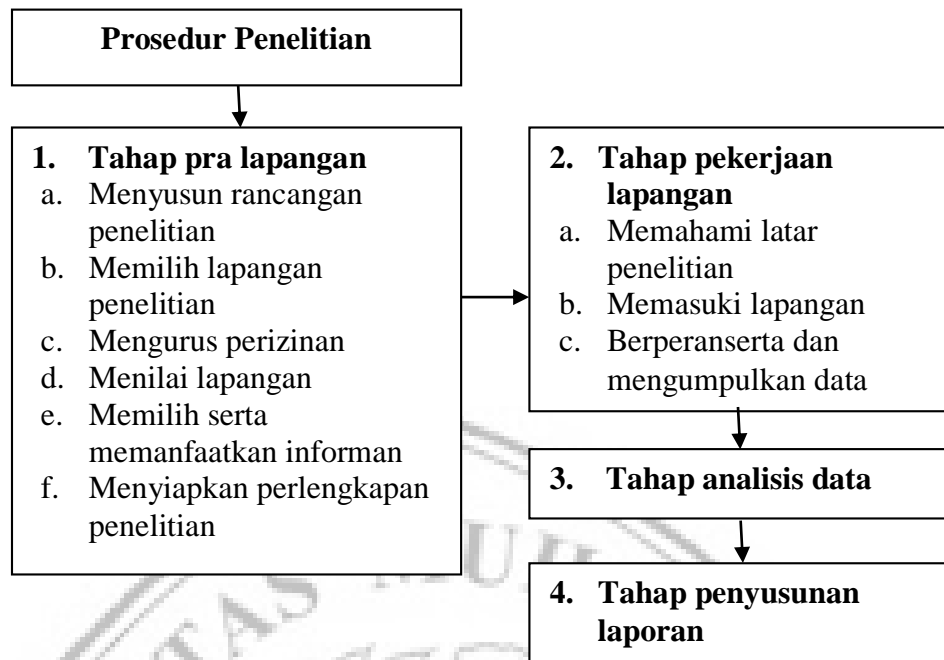 Prosedur Penelitian
1. Tahap pra lapangan
a. Menyusun rancangan
penelitian
b. Memilih lapangan
penelitian
c. Mengurus perizinan
d. Menilai lapangan
e. Memilih serta
memanfaatkan informan
f. Menyiapkan perlengkapan
penelitian
2. Tahap pekerjaan
lapangan
a. Memahami latar
penelitian
b. Memasuki lapangan
c. Berperanserta dan
mengumpulkan data
3. Tahap analisis data
4. Tahap penyusunan
laporan